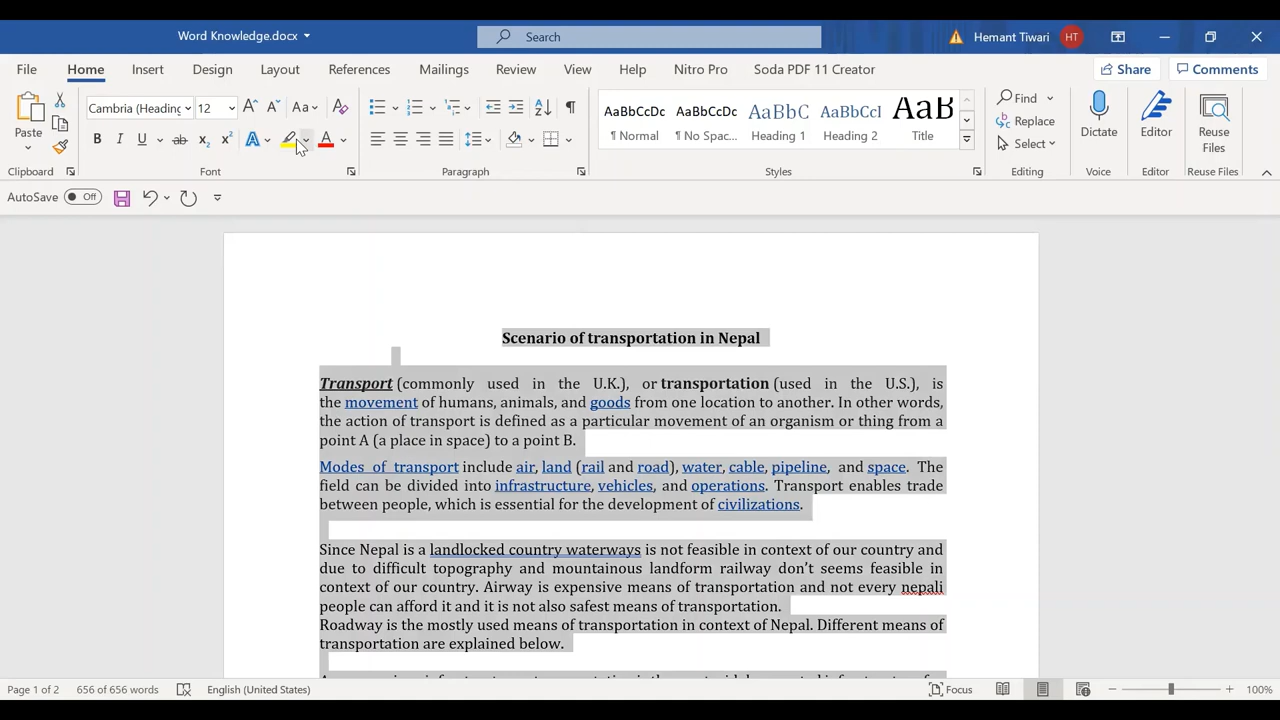 Word Knowledge.docx
Search
Hemant Tiwari HT
File Home Insert Design Layout References Mailings Review View Help Nitro Pro Soda PDF 11 Creator Share Comments
Paste
Cambria (Heading 12 Aa
AaBbCcDc AaBbCcDc AaBbC AaBbCcI AaB
¶ Normal ¶ No Spac... Heading 1 Heading 2 Title
Find
Replace
Select
Dictate
Editor
Reuse
Files
Clipboard Font Paragraph Styles Editing Voice Editor Reuse Files
AutoSave Off
Scenario of transportation in Nepal
Transport (commonly used in the U.K.), or transportation (used in the U.S.), is
the movement of humans, animals, and goods from one location to another. In other words,
the action of transport is defined as a particular movement of an organism or thing from a
point A (a place in space) to a point B.
Modes of transport include air, land (rail and road), water, cable, pipeline, and space. The
field can be divided into infrastructure, vehicles, and operations. Transport enables trade
between people, which is essential for the development of civilizations.
Since Nepal is a landlocked country waterways is not feasible in context of our country and
due to difficult topography and mountainous landform railway don't seems feasible in
context of our country. Airway is expensive means of transportation and not every nepali
people can afford it and it is not also safest means of transportation.
Roadway is the mostly used means of transportation in context of Nepal. Different means of
transportation are explained below.
Page 1 of 2 656 of 656 words English (United States) Focus 100%